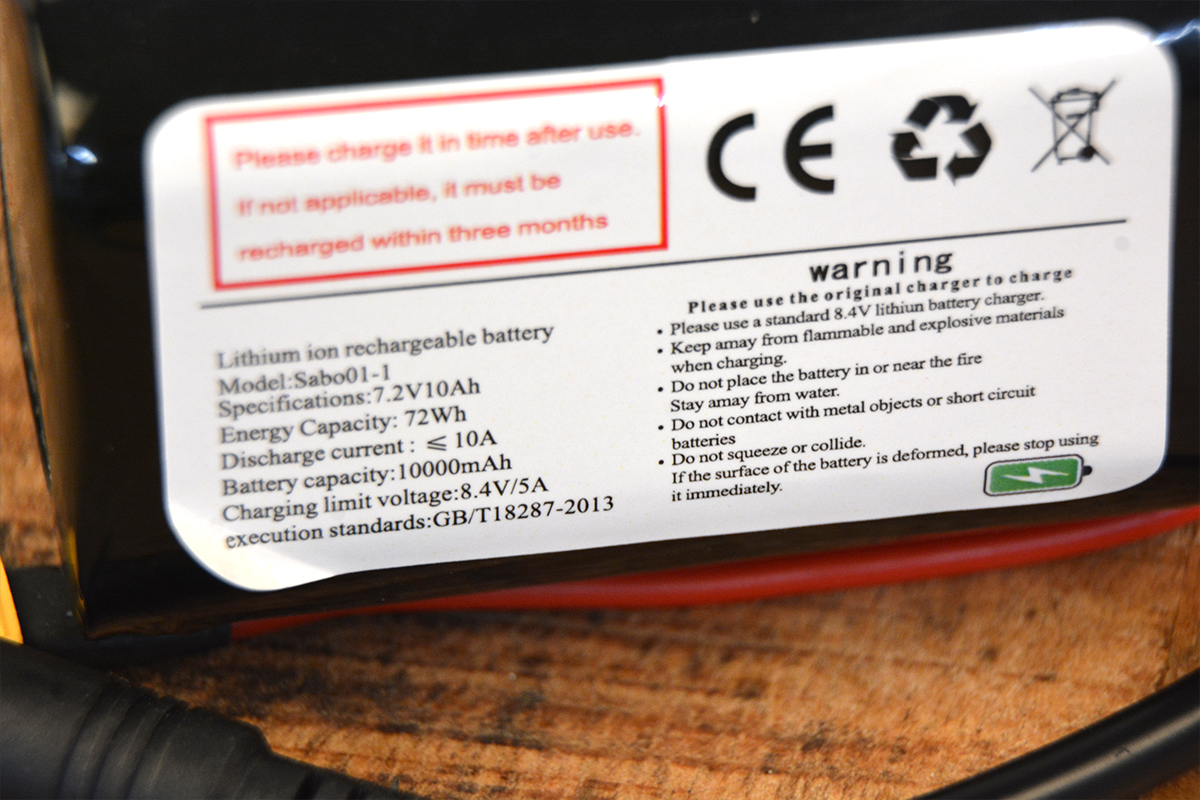 Please charge it in time after use.
If not applicable, it must be
recharged within three months
CE
Lithium ion rechargeable battery
Model:Sabo01-1
Specifications:7.2V10Ah
Energy Capacity: 72Wh
Discharge current : ⩽ 10A
Battery capacity:10000mAh
Charging limit voltage:8.4V/5A
execution standards:GB/T18287-2013
warning
Please use the original charger to charge
• Please use a standard 8.4V lithiun battery charger.
• Keep amay from flammable and explosive materials
when charging.
• Do not place the battery in or near the fire
Stay away from water.
• Do not contact with metal objects or short circuit
batteries
• Do not squeeze or collide.
If the surface of the battery is deformed, please stop using
it immediately.